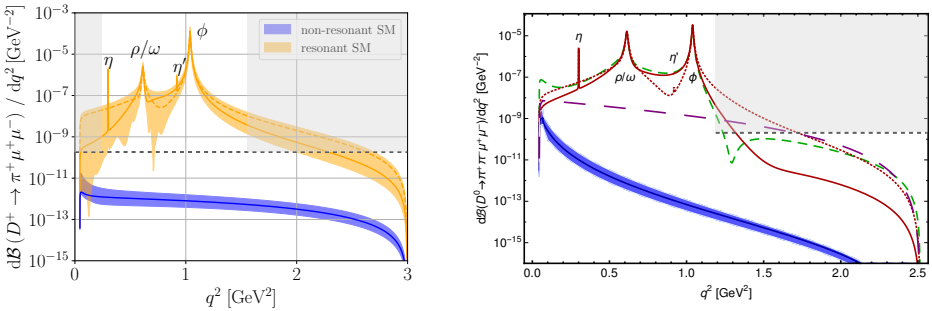 dB (D⁺ → π⁺ μ⁺ μ⁻) / dq² [GeV⁻²]
10⁻³
10⁻⁵
10⁻⁷
10⁻⁹
10⁻¹¹
10⁻¹³
10⁻¹⁵
non-resonant SM
resonant SM
η
ρ/ω
η′
ϕ
0
1
2
3
q² [GeV²]
dB(D⁰→π⁺ π⁻μ⁺ μ⁻)/dq² [GeV⁻²]
10⁻⁵
10⁻⁷
10⁻⁹
10⁻¹¹
10⁻¹³
10⁻¹⁵
η
ρ/ω
η'
ϕ
0.0
0.5
1.0
1.5
2.0
2.5
q² [GeV²]